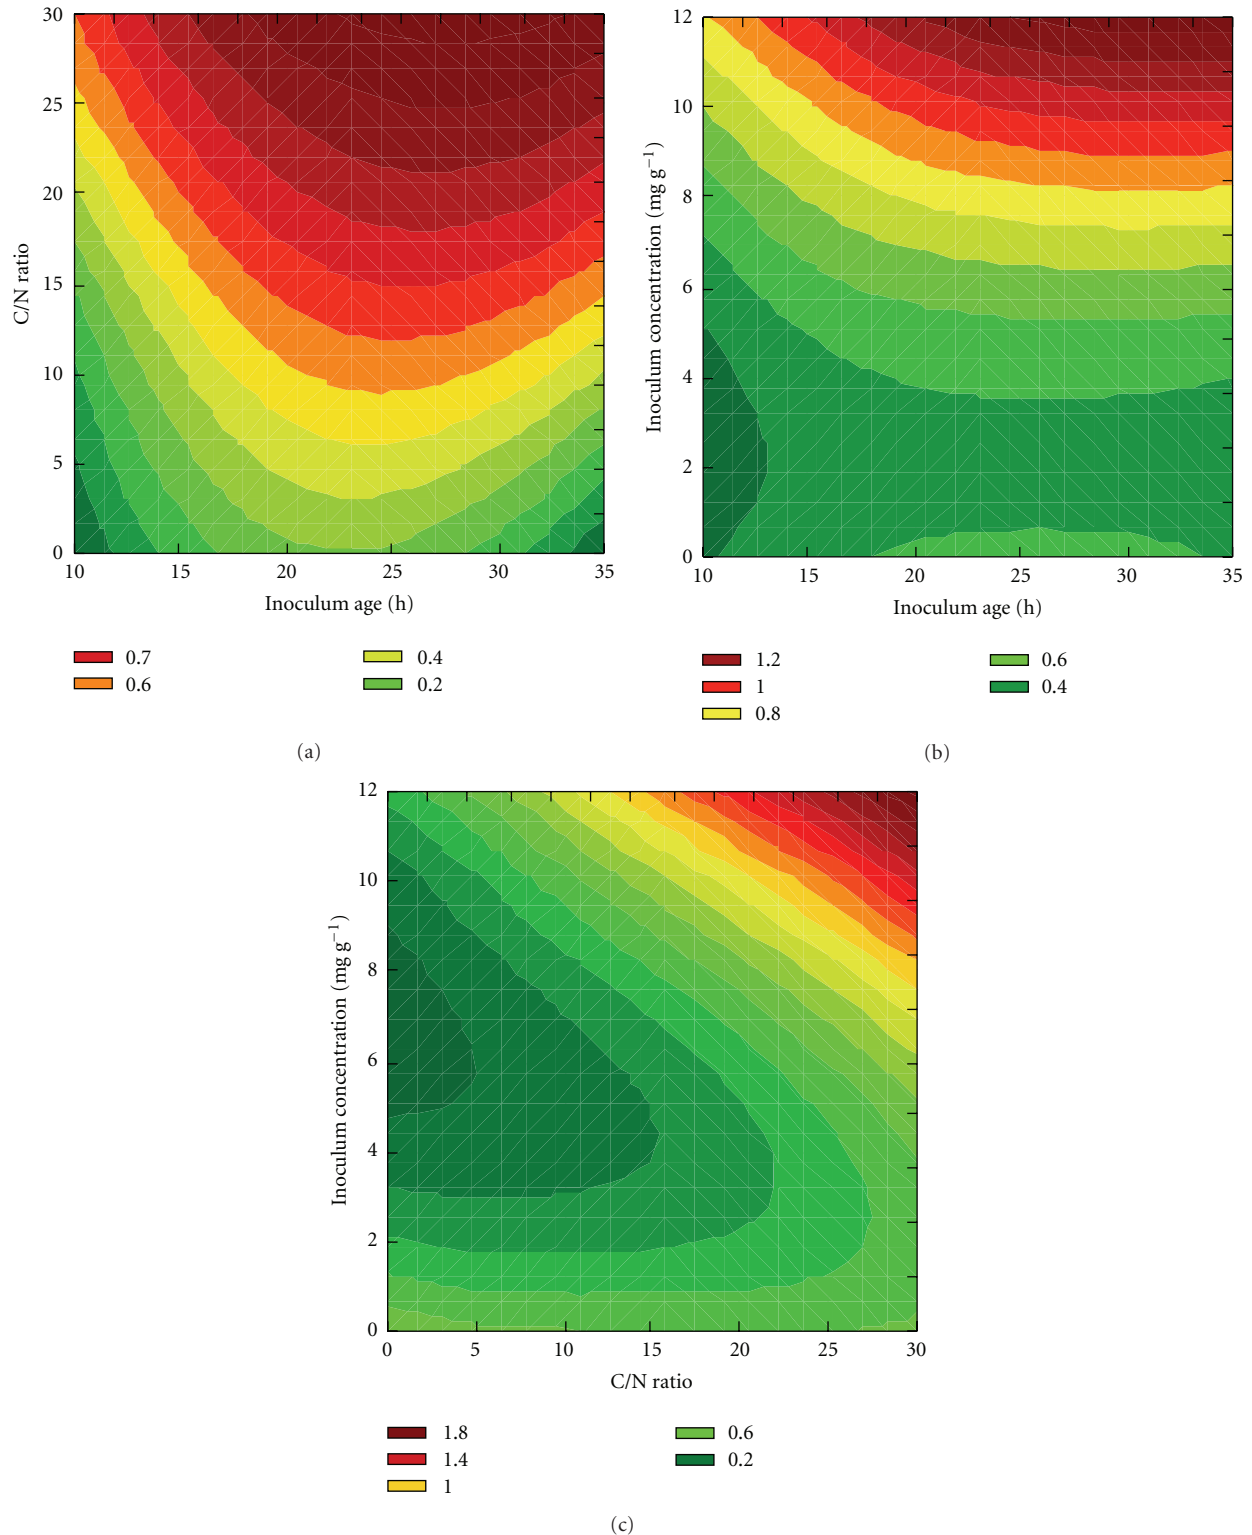 30
25
20
15
10
5
0
C/N ratio
10 15 20 25 30 35
Inoculum age (h)
0.7 0.4
0.6 0.2
(a)
12
10
8
6
4
2
0
Inoculum concentration (mg g⁻¹)
10 15 20 25 30 35
Inoculum age (h)
1.2 0.6
1 0.4
0.8
(b)
12
10
8
6
4
2
0
Inoculum concentration (mg g⁻¹)
0 5 10 15 20 25 30
C/N ratio
1.8 0.6
1.4 0.2
1
(c)